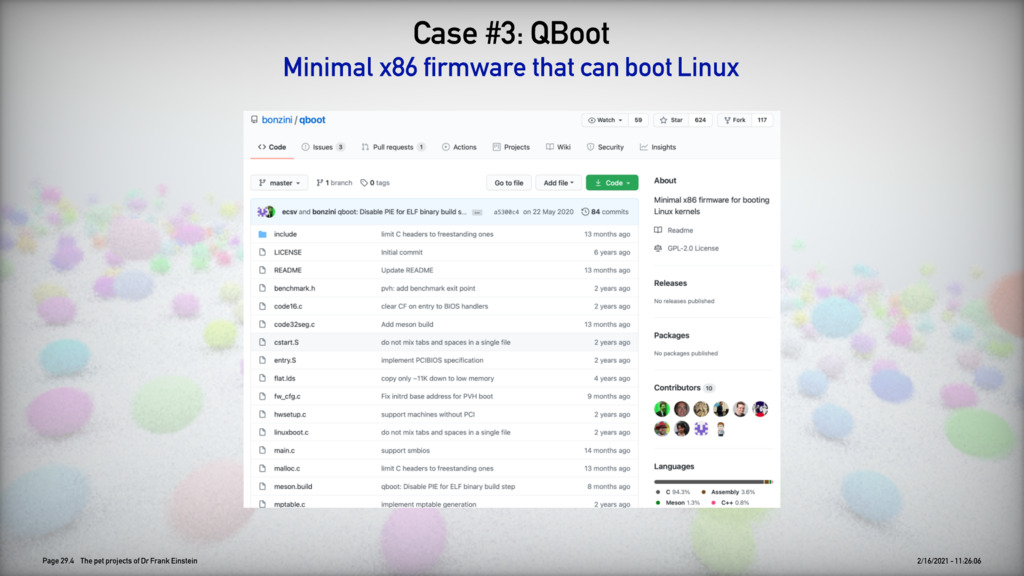 Case #3: QBoot
Minimal x86 firmware that can boot Linux
bonzini / qboot
Watch 59 Star 624 Fork 117
Code Issues 3 Pull requests 1 Actions Projects Wiki Security Insights
master 1 branch 0 tags Go to file Add file Code
ecsv and bonzini qboot: Disable PIE for ELF binary build s... a5300c4 on 22 May 2020 84 commits
include limit C headers to freestanding ones 13 months ago
LICENSE Initial commit 6 years ago
README Update README 13 months ago
benchmark.h pvh: add benchmark exit point 2 years ago
code16.c clear CF on entry to BIOS handlers 2 years ago
code32seg.c Add meson build 13 months ago
cstart.S do not mix tabs and spaces in a single file 2 years ago
entry.S implement PCIBIOS specification 2 years ago
flat.lds copy only ~11K down to low memory 4 years ago
fw_cfg.c Fix initrd base address for PVH boot 9 months ago
hwsetup.c support machines without PCI 2 years ago
linuxboot.c do not mix tabs and spaces in a single file 2 years ago
main.c support smbios 14 months ago
malloc.c limit C headers to freestanding ones 13 months ago
meson.build qboot: Disable PIE for ELF binary build step 8 months ago
mptable.c implement mptable generation 2 years ago
About
Minimal x86 firmware for booting
Linux kernels
Readme
GPL-2.0 License
Releases
No releases published
Packages
No packages published
Contributors 10
Languages
C 94.3% Assembly 3.6%
Meson 1.3% C++ 0.8%
Page 29.4 The pet projects of Dr Frank Einstein
2/16/2021 - 11:26:06